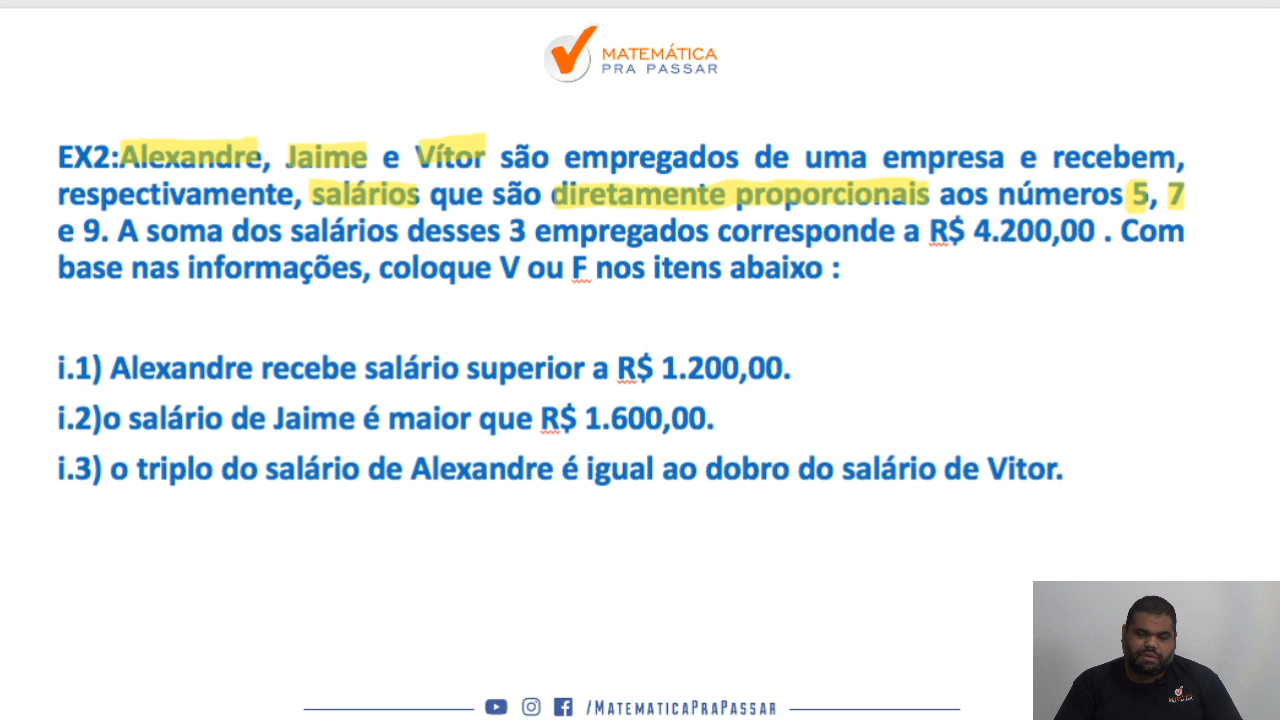 MATEMÁTICA
PRA PASSAR
EX2:Alexandre, Jaime e Vítor são empregados de uma empresa e recebem,
respectivamente, salários que são diretamente proporcionais aos números 5, 7
e 9. A soma dos salários desses 3 empregados corresponde a R$ 4.200,00 . Com
base nas informações, coloque V ou F nos itens abaixo :
i.1) Alexandre recebe salário superior a R$ 1.200,00.
i.2)o salário de Jaime é maior que R$ 1.600,00.
i.3) o triplo do salário de Alexandre é igual ao dobro do salário de Vitor.
/MATEMATICAPRAPASSAR